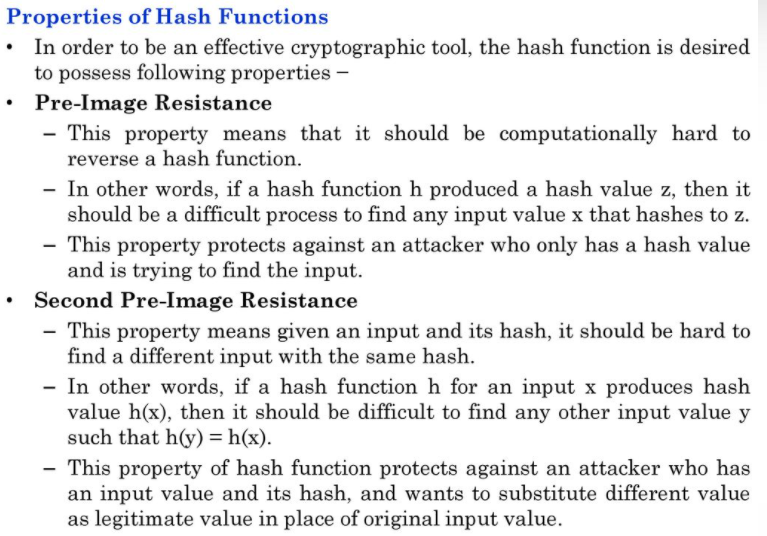 Properties of Hash Functions
• In order to be an effective cryptographic tool, the hash function is desired
to possess following properties –
• Pre-Image Resistance
– This property means that it should be computationally hard to
reverse a hash function.
– In other words, if a hash function h produced a hash value z, then it
should be a difficult process to find any input value x that hashes to z.
– This property protects against an attacker who only has a hash value
and is trying to find the input.
• Second Pre-Image Resistance
– This property means given an input and its hash, it should be hard to
find a different input with the same hash.
– In other words, if a hash function h for an input x produces hash
value h(x), then it should be difficult to find any other input value y
such that h(y) = h(x).
– This property of hash function protects against an attacker who has
an input value and its hash, and wants to substitute different value
as legitimate value in place of original input value.